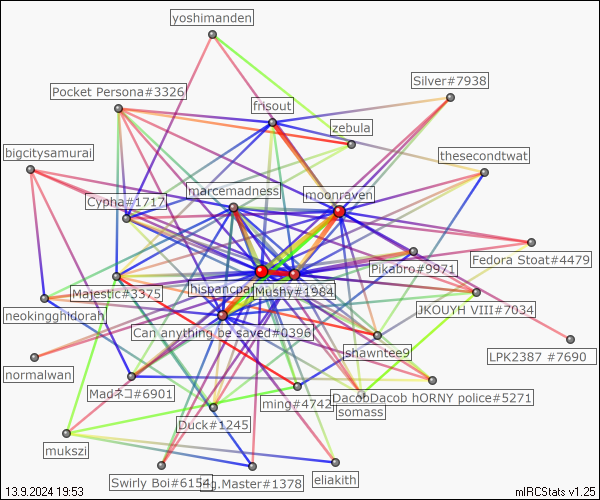 yoshimanden
Silver#7938
Pocket Persona#3326
fnsout
zebula
bigcitysamurai
thesecondtwat
marcemadness
moonraven
Cypha#1717
Fedora Stoat#4479
Pikabro#9971
Majestic#3375
hispanicpa
Mushy#1984
JKOUYH VIII#7034
neokingghidorah
Can anything be saved#0396
shawntee9
LPK2387 #7690
normalwan
Madネコ#6901
DacobDacob hORNY police#5271
ming#4742
somass
Duck#1245
mukszi
eliakith
Swirly Boi#6154
g.Master#1378
13.9.2024 19:53
mIRCStats v1.25